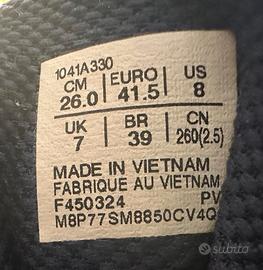 1041A330
CM EURO US
26.0 41.5 8
UK BR CN
7 39 260(2.5)
MADE IN VIETNAM
FABRIQUE AU VIETNAM
F450324 PV
M8P77SM8850CV4Q
subito